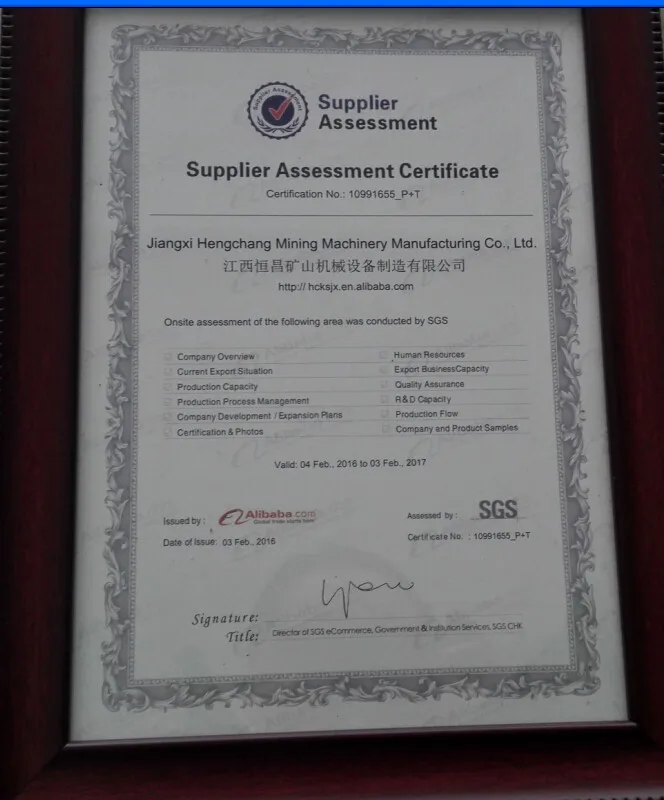 Supplier Assessment
Supplier
Assessment
Supplier Assessment Certificate
Certification No.: 10991655_P+T
Jiangxi Hengchang Mining Machinery Manufacturing Co., Ltd.
江西恒昌矿山机械设备制造有限公司
http:// hcksjx.en.alibaba.com
Onsite assessment of the following area was conducted by SGS
Company Overview
Human Resources
Current Export Situation
Export BusinessCapacity
Production Capacity
Quality Assurance
Production Process Management
R&D Capacity
Company Development / Expansion Plans
Production Flow
Certification & Photos
Company and Product Samples
Valid: 04 Feb., 2016 to 03 Feb., 2017
Issued by : Alibaba.com
Global trade starts here
Assessed by : SGS
Date of Issue: 03 Feb., 2016
Certificate No. : 10991655_P+T
Signature:
Title: Director of SGS eCommerce, Government & Institution Services, SGS CHK